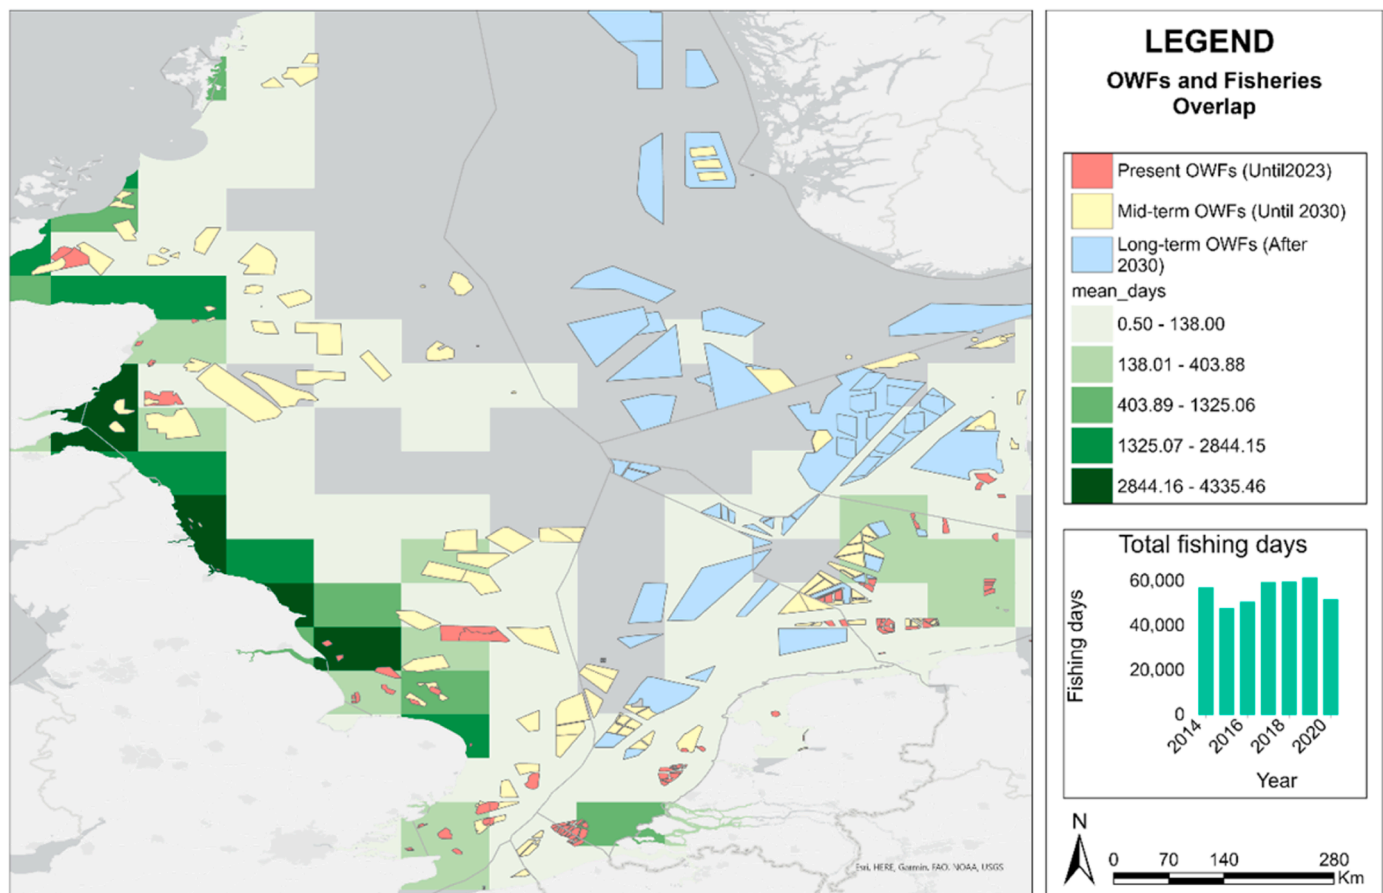 LEGEND
OWFs and Fisheries
Overlap
Present OWFs (Until2023)
Mid-term OWFs (Until 2030)
Long-term OWFs (After
2030)
mean_days
0.50 - 138.00
138.01 - 403.88
403.89 - 1325.06
1325.07 - 2844.15
2844.16 - 4335.46
Total fishing days
Fishing days
60,000
40,000
20,000
0
2014
2016
2018
2020
Year
N
0 70 140 280
Km
Esri, HERE, Garmin, FAO, NOAA, USGS